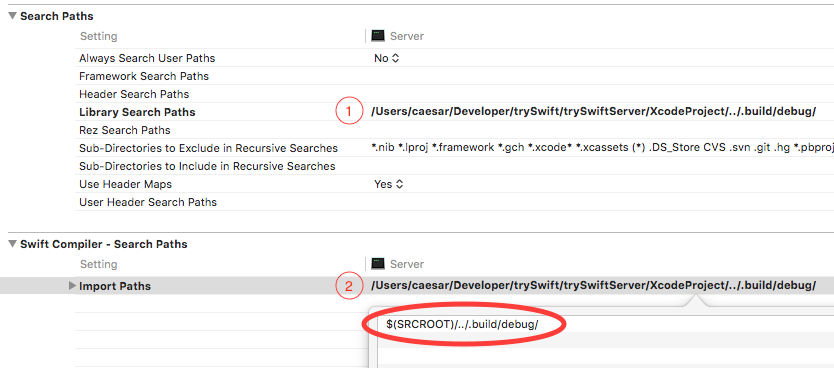 Search Paths
Setting Server
Always Search User Paths No
Framework Search Paths
Header Search Paths
Library Search Paths 1 /Users/caesar/Developer/trySwift/trySwiftServer/XcodeProject/../.build/debug/
Rez Search Paths
Sub-Directories to Exclude in Recursive Searches *.nib *.lproj *.framework *.gch *.xcode* *.xcassets (*) .DS_Store CVS .svn .git .hg *.pbproj
Sub-Directories to Include in Recursive Searches
Use Header Maps Yes
User Header Search Paths
Swift Compiler - Search Paths
Setting Server
Import Paths 2 /Users/caesar/Developer/trySwift/trySwiftServer/XcodeProject/../.build/debug/
$(SRCROOT)/../.build/debug/